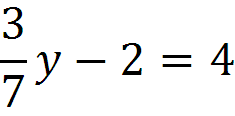 3/7 y − 2 = 4